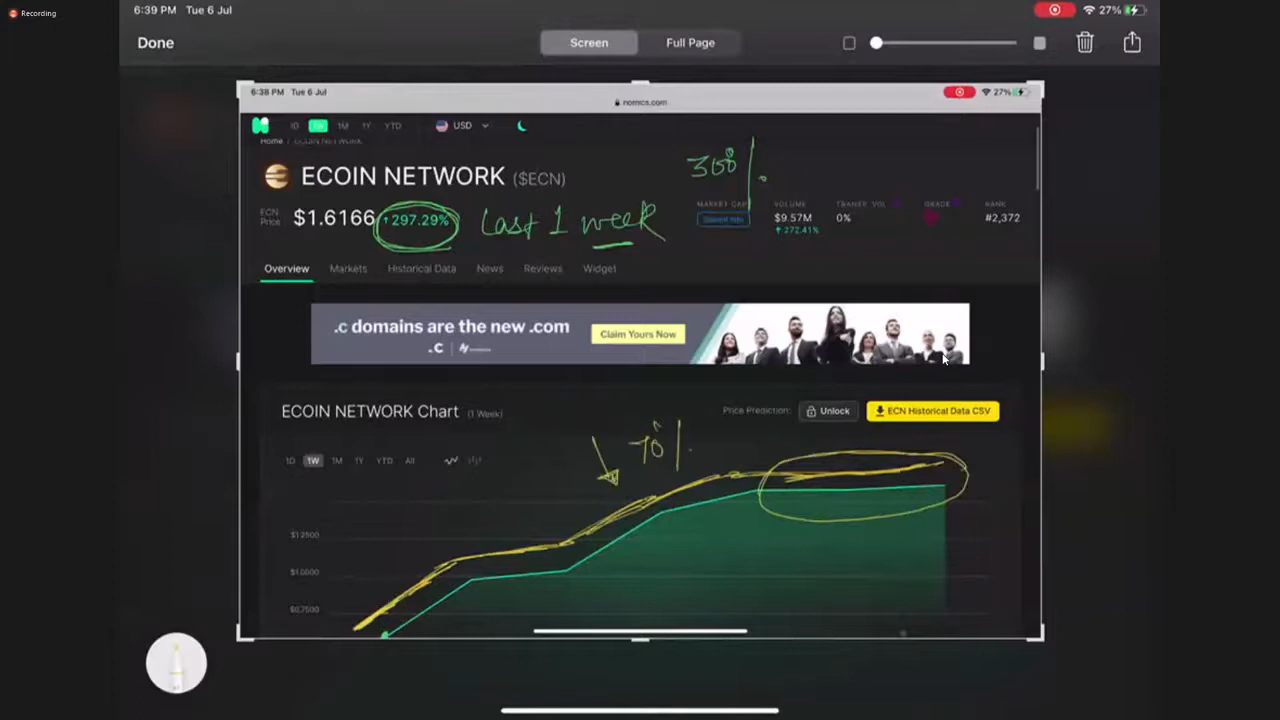 Recording
6:39 PM Tue 6 Jul
27%
Done
Screen
Full Page
6:38 PM Tue 6 Jul
nomics.com
27%
1D 1W 1M 1Y YTD
USD
Home / ECOIN NETWORK
ECOIN NETWORK ($ECN)
300%
ECN Price
$1.6166
↑297.29%
Last 1 week
MARKET CAP
VOLUME
$9.57M
↑ 272.41%
TRANSP. VOL
0%
GRADE
RANK
#2,372
Overview
Markets
Historical Data
News
Reviews
Widget
.c domains are the new .com
.C
Claim Yours Now
ECOIN NETWORK Chart (1 Week)
Price Prediction:
Unlock
ECN Historical Data CSV
70%
1D 1W 1M 1Y YTD All
$1.2500
$1.0000
$0.7500